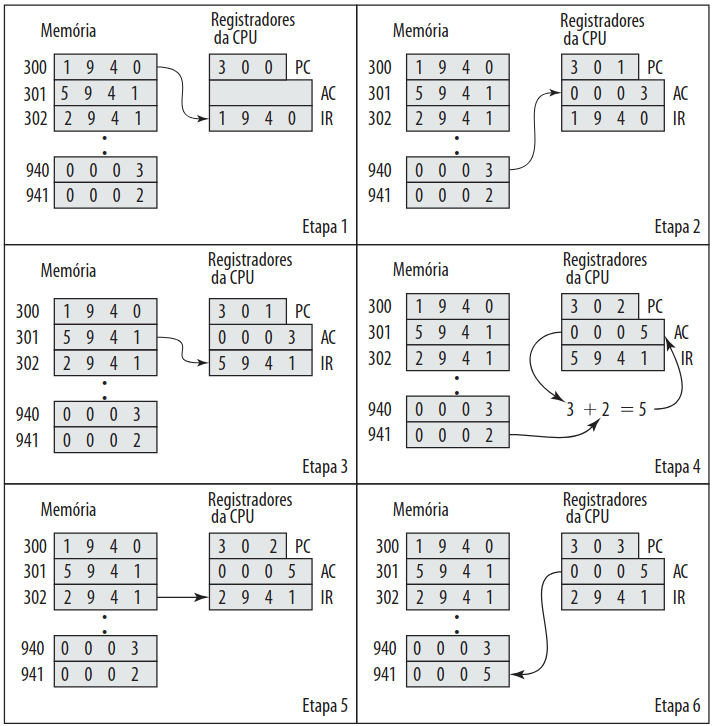 Memória
Registradores
da CPU
300 1 9 4 0
301 5 9 4 1
302 2 9 4 1
940 0 0 0 3
941 0 0 0 2
3 0 0 PC
AC
1 9 4 0 IR
Etapa 1
Memória
Registradores
da CPU
300 1 9 4 0
301 5 9 4 1
302 2 9 4 1
940 0 0 0 3
941 0 0 0 2
3 0 1 PC
0 0 0 3 AC
1 9 4 0 IR
Etapa 2
Memória
Registradores
da CPU
300 1 9 4 0
301 5 9 4 1
302 2 9 4 1
940 0 0 0 3
941 0 0 0 2
3 0 1 PC
0 0 0 3 AC
5 9 4 1 IR
Etapa 3
Memória
Registradores
da CPU
300 1 9 4 0
301 5 9 4 1
302 2 9 4 1
940 0 0 0 3
941 0 0 0 2
3 0 2 PC
0 0 0 5 AC
5 9 4 1 IR
3 + 2 = 5
Etapa 4
Memória
Registradores
da CPU
300 1 9 4 0
301 5 9 4 1
302 2 9 4 1
940 0 0 0 3
941 0 0 0 2
3 0 2 PC
0 0 0 5 AC
2 9 4 1 IR
Etapa 5
Memória
Registradores
da CPU
300 1 9 4 0
301 5 9 4 1
302 2 9 4 1
940 0 0 0 3
941 0 0 0 5
3 0 3 PC
0 0 0 5 AC
2 9 4 1 IR
Etapa 6